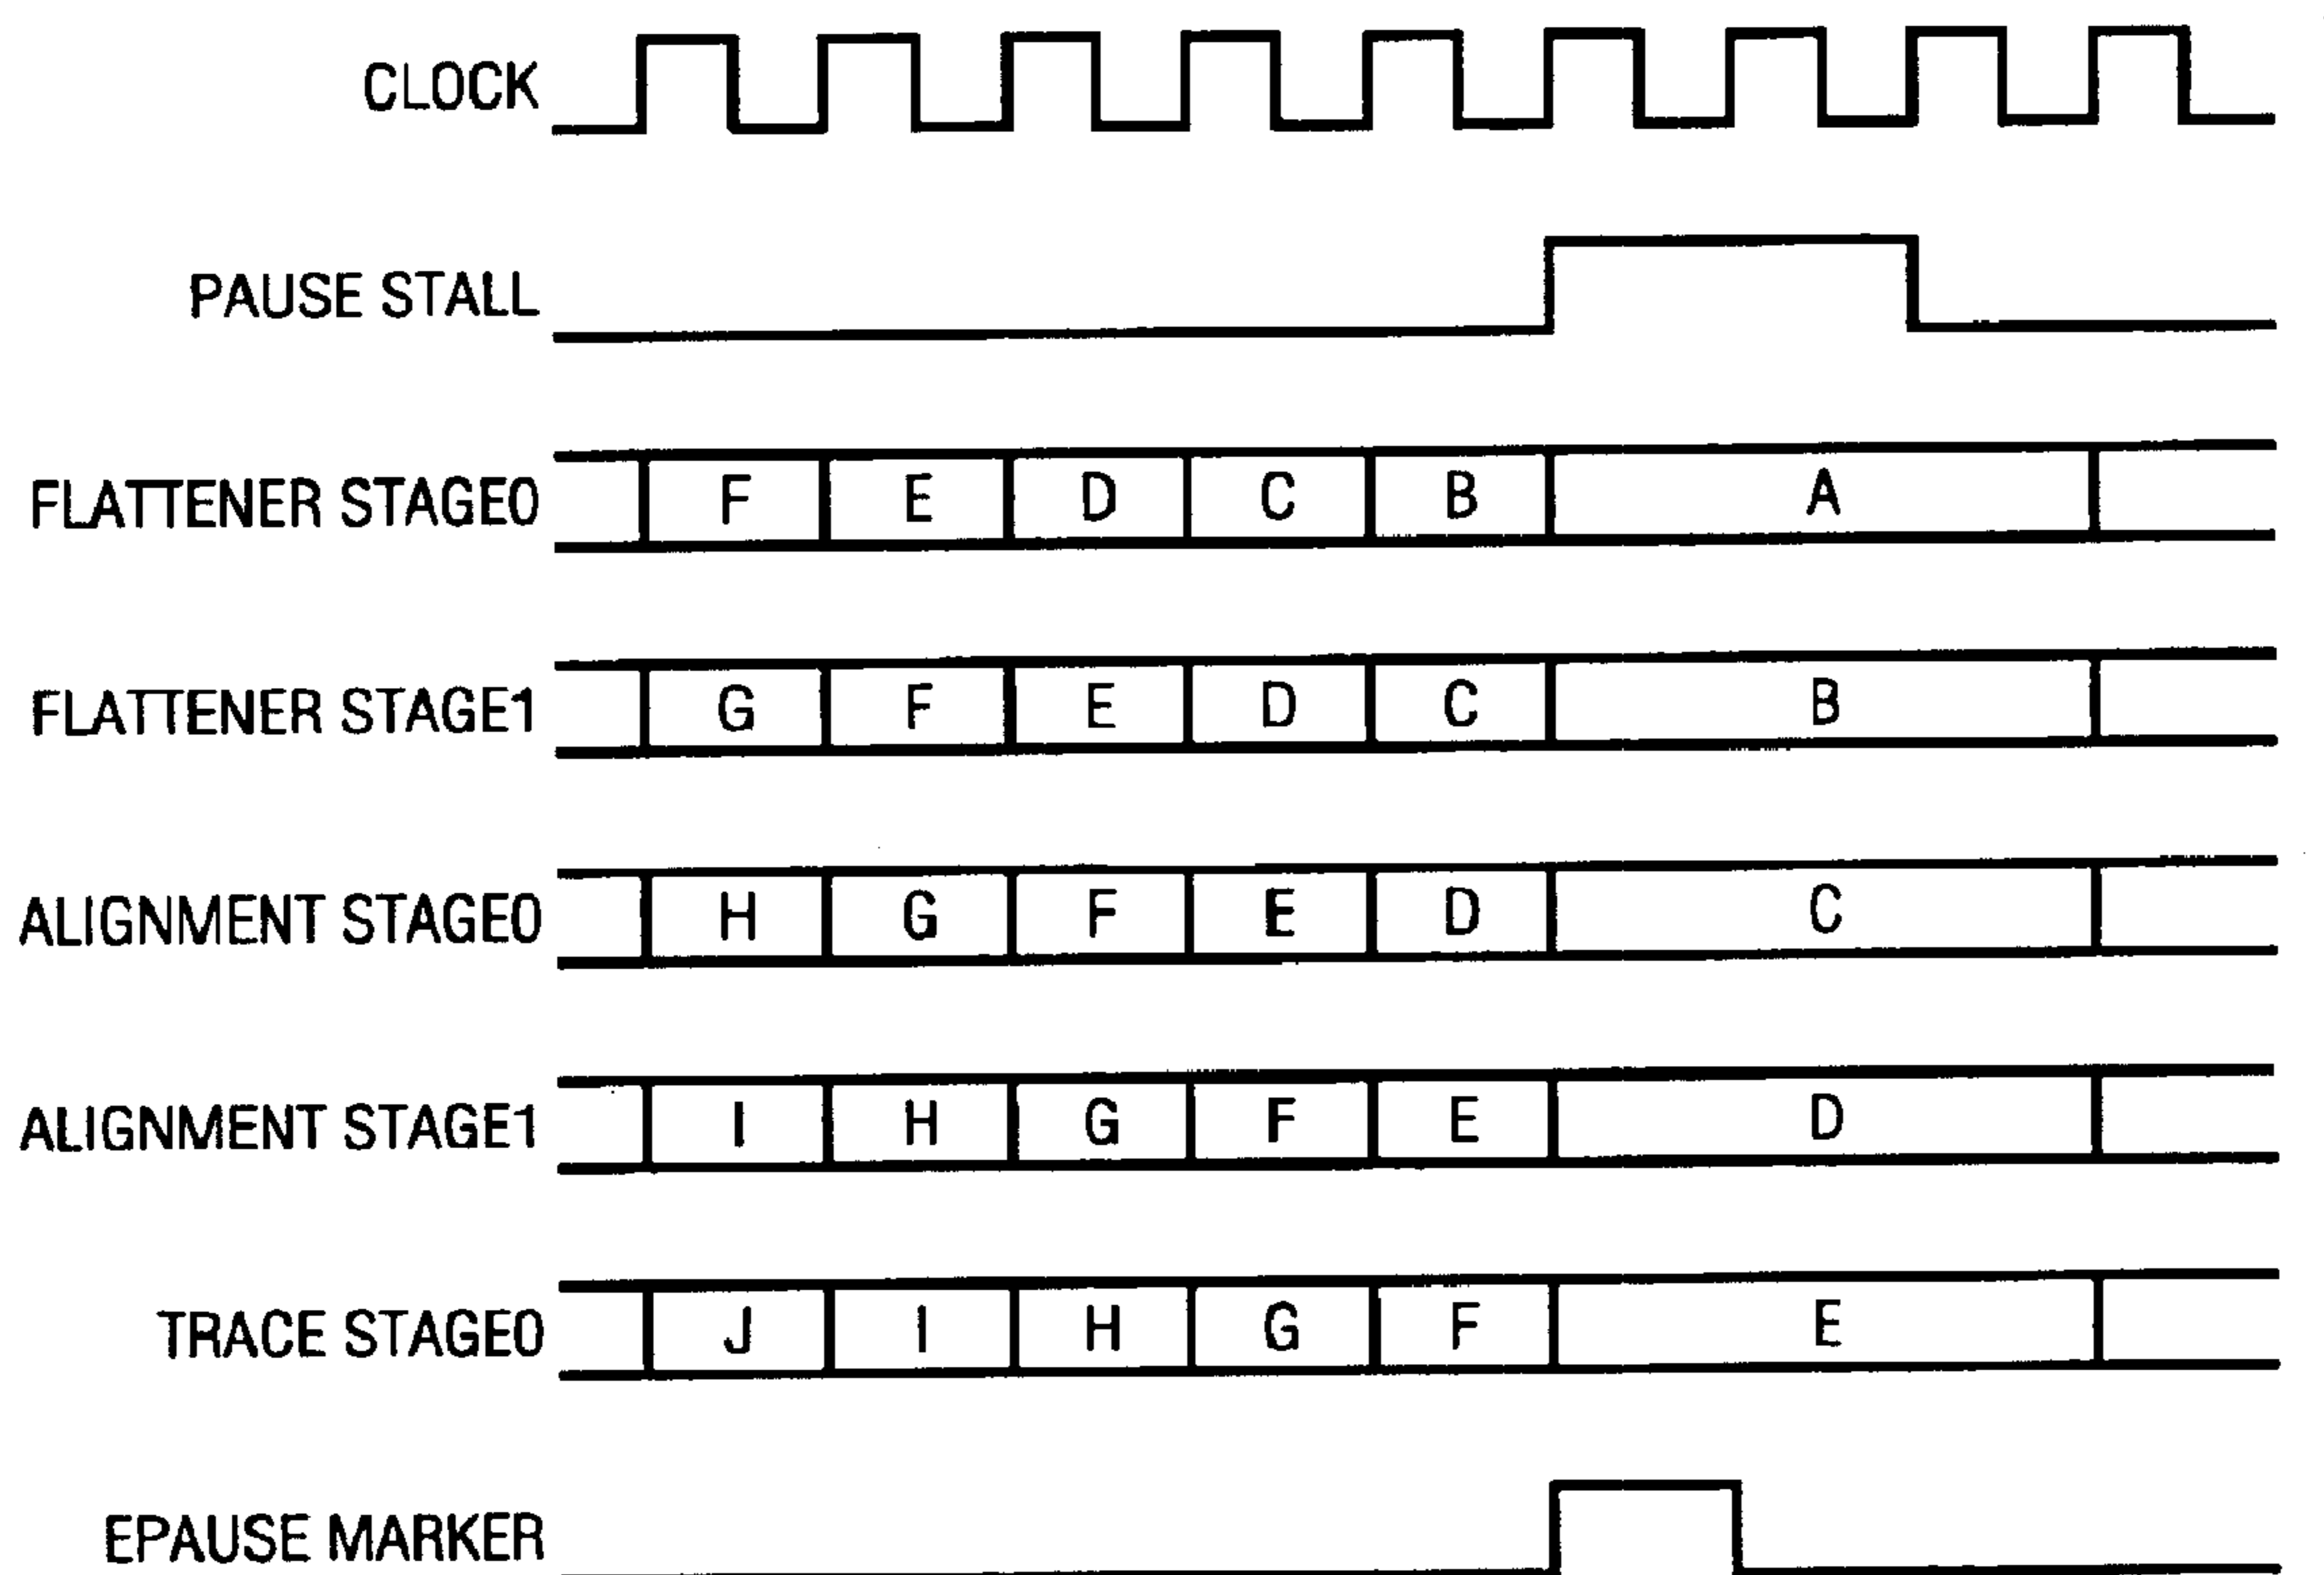 CLOCK
PAUSE STALL
FLATTENER STAGE0 F E D C B A
FLATTENER STAGE1 G F E D C B
ALIGNMENT STAGE0 H G F E D C
ALIGNMENT STAGE1 I H G F E D
TRACE STAGE0 J I H G F E
EPAUSE MARKER